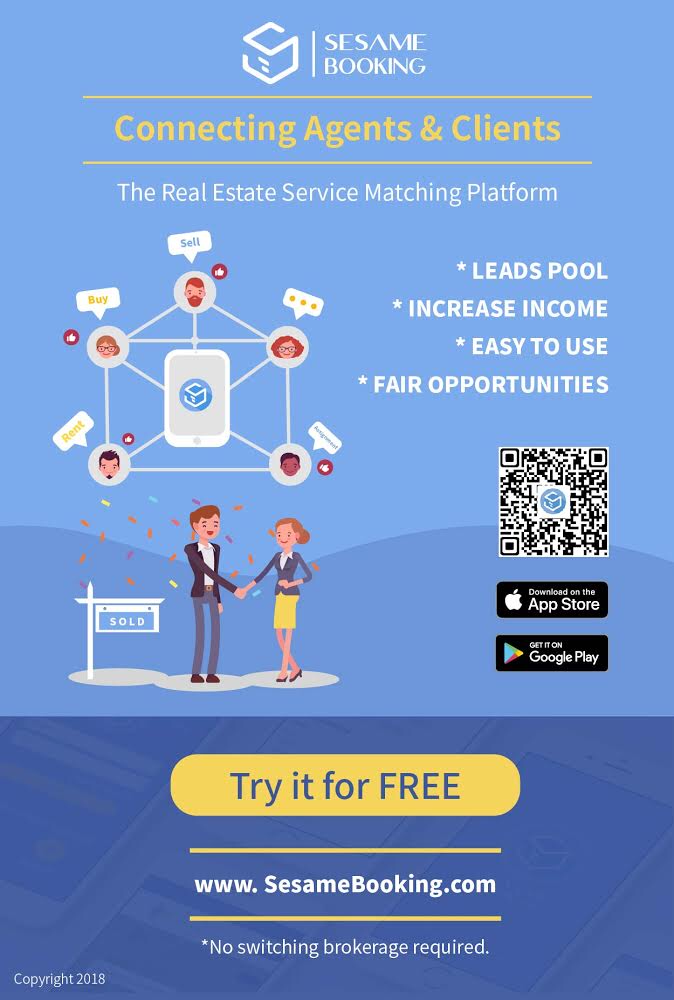 SESAME
BOOKING
Connecting Agents & Clients
The Real Estate Service Matching Platform
Sell
Buy
Rent
Assignment
* LEADS POOL
* INCREASE INCOME
* EASY TO USE
* FAIR OPPORTUNITIES
SOLD
Download on the
App Store
GET IT ON
Google Play
Try it for FREE
www. SesameBooking.com
*No switching brokerage required.
Copyright 2018